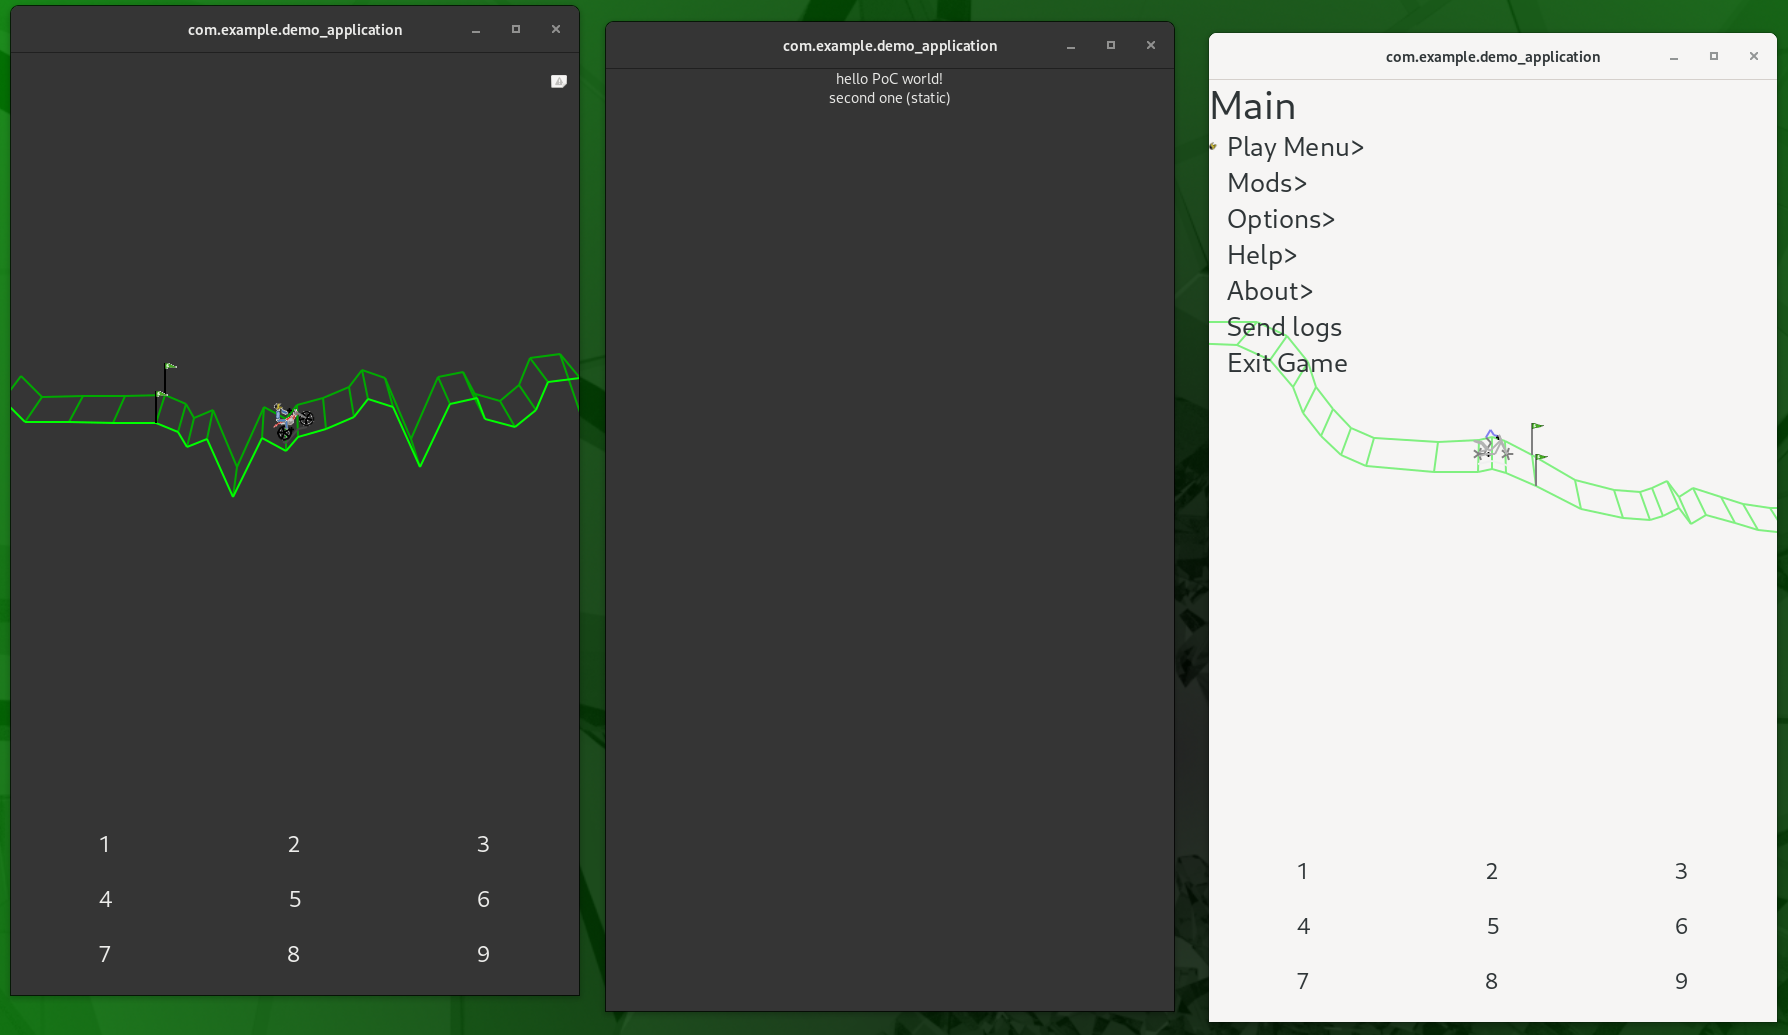 com.example.demo_application
1 2 3
4 5 6
7 8 9
com.example.demo_application
hello PoC world!
second one (static)
com.example.demo_application
Main
Play Menu>
Mods>
Options>
Help>
About>
Send logs
Exit Game
1 2 3
4 5 6
7 8 9